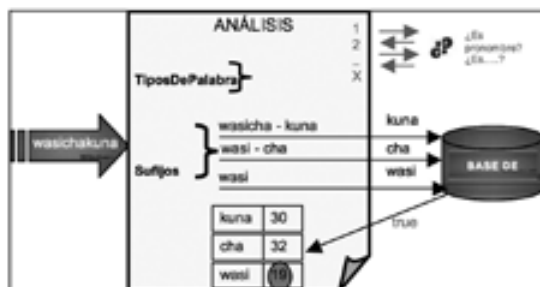 ANÁLISIS
1
2
_
X
¿?
¿Es
pronombre?
¿Es.....?
TiposDePalabra
wasichakuna
Sufijos
wasicha - kuna
kuna
wasi - cha
cha
wasi
wasi
BASE DE
true
kuna 30
cha 32
wasi 19